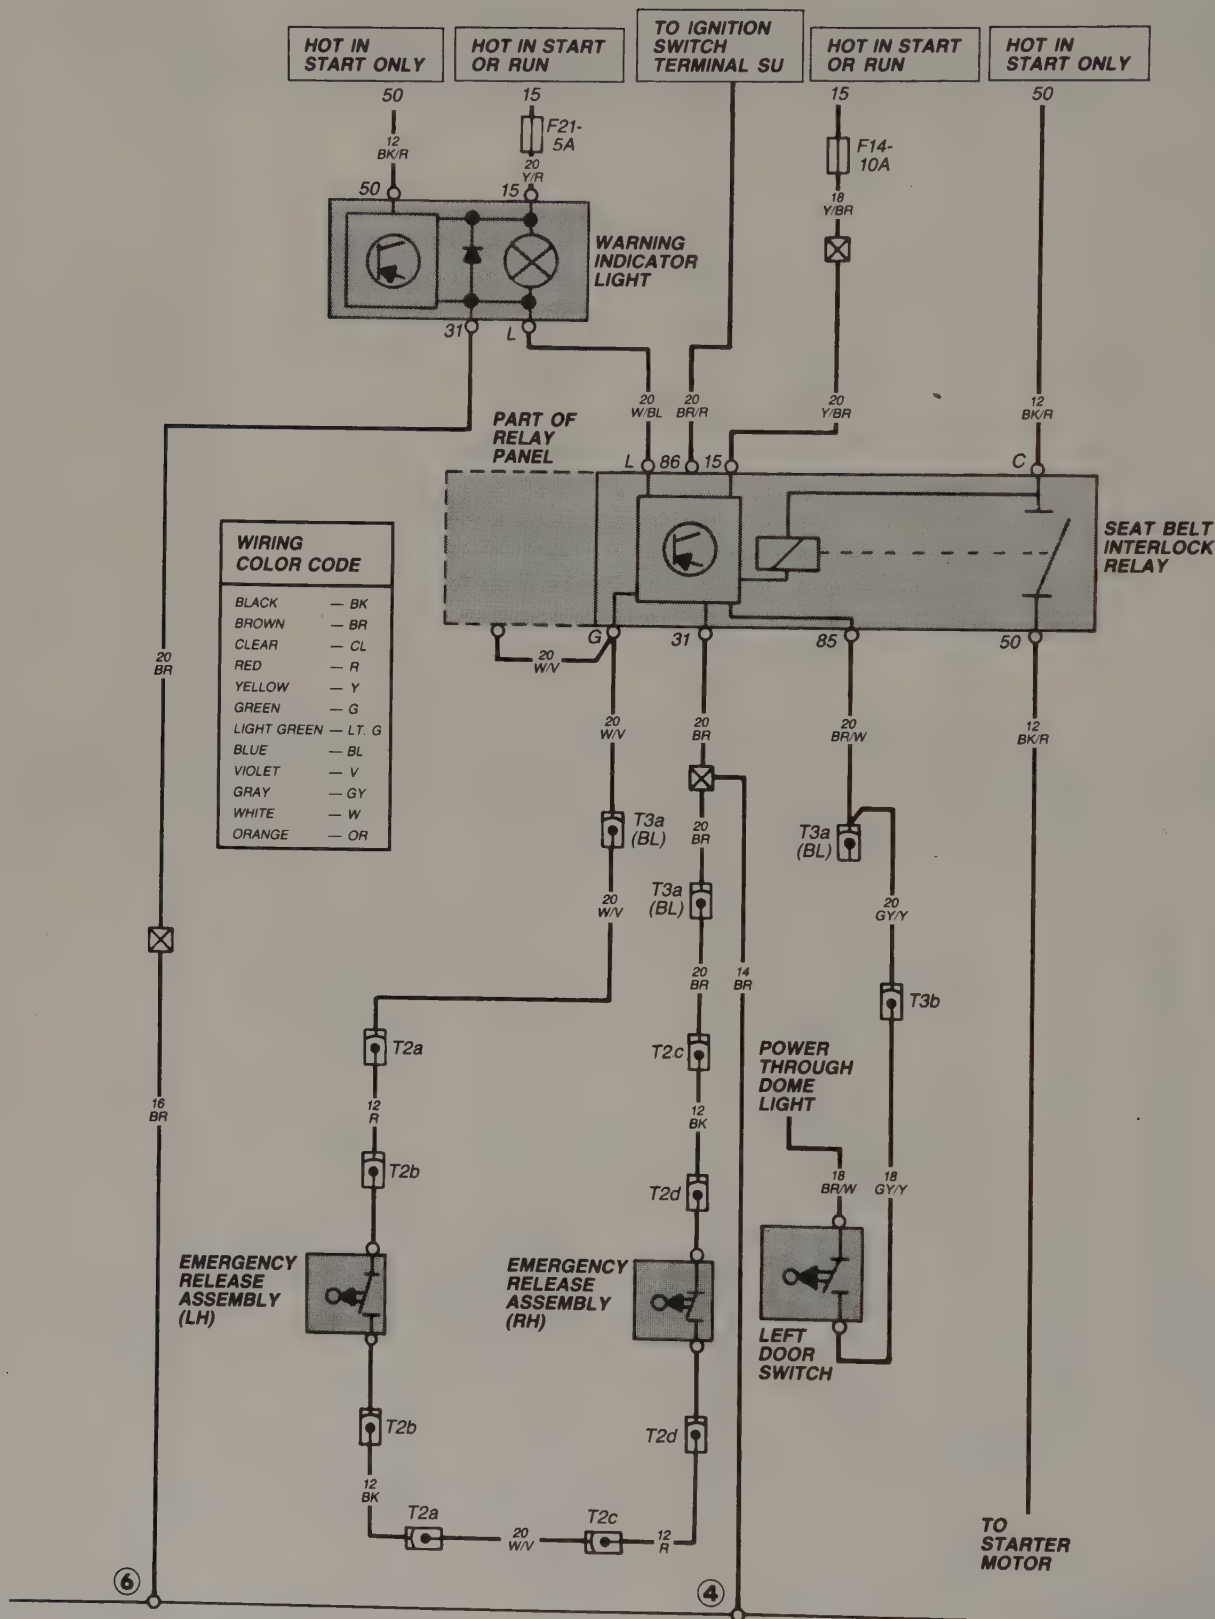 HOT IN
START ONLY
HOT IN START
OR RUN
TO IGNITION
SWITCH
TERMINAL SU
HOT IN START
OR RUN
HOT IN
START ONLY
50
15
15
50
12
BK/R
F21-
5A
20
Y/R
F14-
10A
18
Y/BR
50
15
WARNING
INDICATOR
LIGHT
31
L
20
W/BL
20
BR/R
20
Y/BR
12
BK/R
PART OF
RELAY
PANEL
L
86
15
C
SEAT BELT
INTERLOCK
RELAY
WIRING
COLOR CODE
BLACK — BK
BROWN — BR
CLEAR — CL
RED — R
YELLOW — Y
GREEN — G
LIGHT GREEN — LT. G
BLUE — BL
VIOLET — V
GRAY — GY
WHITE — W
ORANGE — OR
G
31
85
50
20
W/V
20
BR
20
W/V
20
BR
20
BR/W
12
BK/R
T3a
(BL)
20
BR
T3a
(BL)
T3a
(BL)
20
W/V
20
GY/Y
20
BR
14
BR
T3b
T2a
T2c
POWER
THROUGH
DOME
LIGHT
16
BR
12
R
12
BK
T2b
T2d
18
BR/W
18
GY/Y
EMERGENCY
RELEASE
ASSEMBLY
(LH)
EMERGENCY
RELEASE
ASSEMBLY
(RH)
LEFT
DOOR
SWITCH
T2b
T2d
12
BK
T2a
20
W/V
T2c
12
R
TO
STARTER
MOTOR
6
4